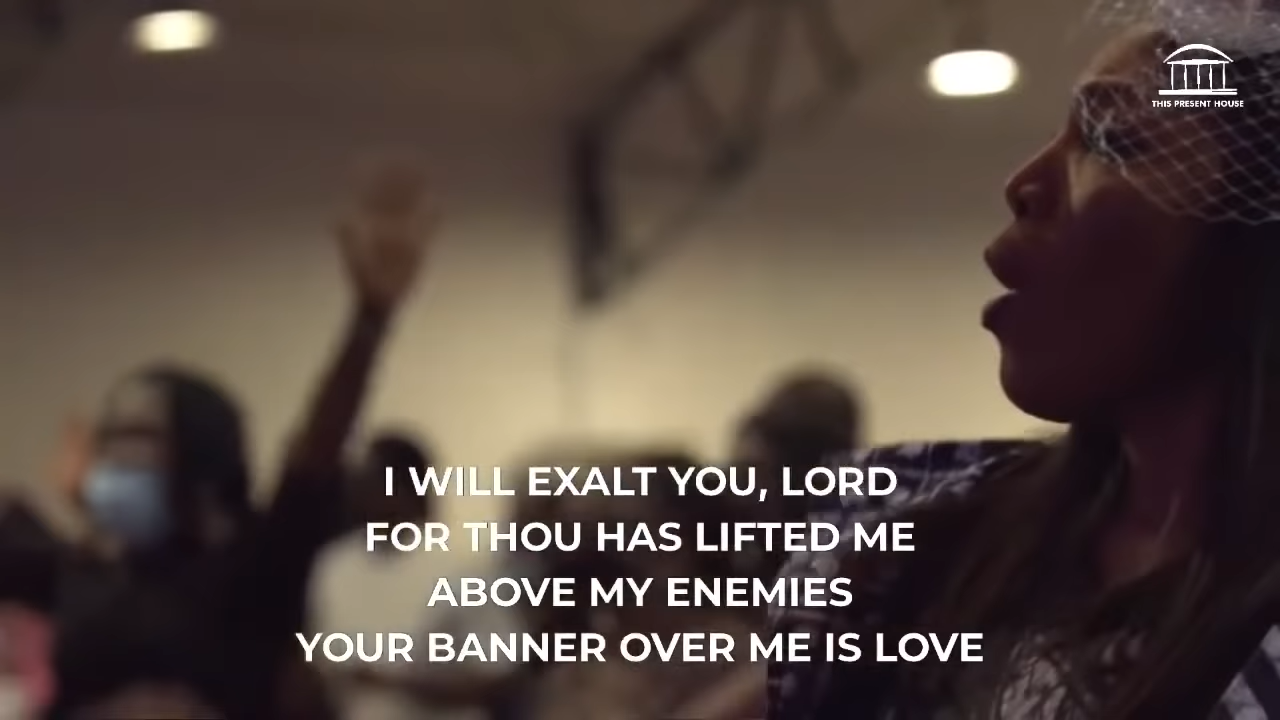 THIS PRESENT HOUSE
I WILL EXALT YOU, LORD
FOR THOU HAS LIFTED ME
ABOVE MY ENEMIES
YOUR BANNER OVER ME IS LOVE